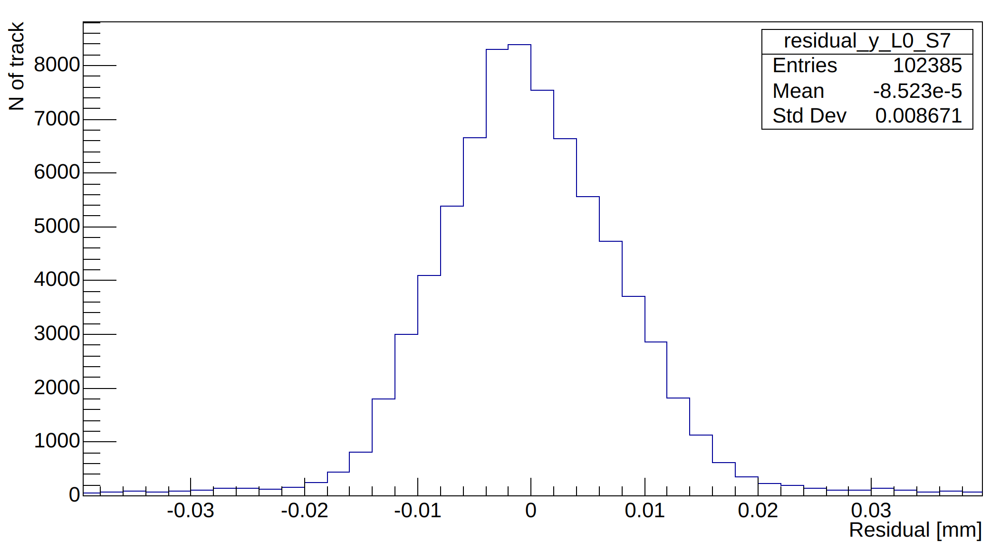 N of track
residual_y_L0_S7
Entries 102385
Mean -8.523e-5
Std Dev 0.008671
8000
7000
6000
5000
4000
3000
2000
1000
0
-0.03 -0.02 -0.01 0 0.01 0.02 0.03
Residual [mm]